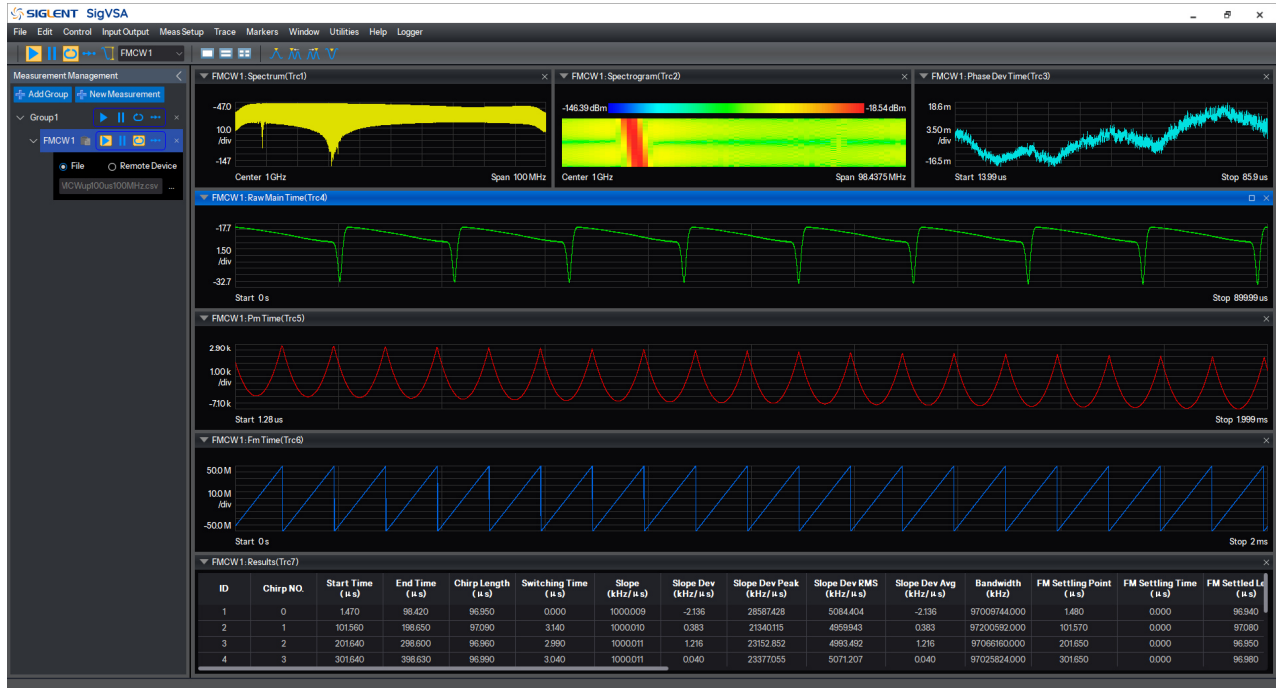 SIGLENT SigVSA
File Edit Control Input Output Meas Setup Trace Markers Window Utilities Help Logger
FMCW1
Measurement Management
Add Group New Measurement
Group1
FMCW1
File Remote Device
MCWup100us100MHz.csv ...
FMCW1: Spectrum(Trc1)
-47.0
10.0
/div
-147
Center 1 GHz Span 100 MHz
FMCW1: Spectrogram(Trc2)
-146.39 dBm -18.54 dBm
Center 1 GHz Span 98.4375 MHz
FMCW1: Phase Dev Time(Trc3)
18.6 m
3.50 m
/div
-16.5 m
Start 13.99 us Stop 85.9 us
FMCW1: Raw Main Time(Trc4)
-17.7
1.50
/div
-32.7
Start 0 s Stop 899.99 us
FMCW1: Pm Time(Trc5)
2.90 k
1.00 k
/div
-7.10 k
Start 1.28 us Stop 1.999 ms
FMCW1: Fm Time(Trc6)
50.0 M
10.0 M
/div
-50.0 M
Start 0 s Stop 2 ms
FMCW1: Results(Trc7)
ID Chirp NO. Start Time (μs) End Time (μs) Chirp Length (μs) Switching Time (μs) Slope (kHz/μs) Slope Dev (kHz/μs) Slope Dev Peak (kHz/μs) Slope Dev RMS (kHz/μs) Slope Dev Avg (kHz/μs) Bandwidth (kHz) FM Settling Point (μs) FM Settling Time (μs) FM Settled Le (μs)
1 0 1.470 98.420 96.950 0.000 1000.009 -2.136 28587.428 5084.404 -2.136 97009744.000 1.480 0.000 96.940
2 1 101.560 198.650 97.090 3.140 1000.010 0.383 21340.115 4959.943 0.383 97200592.000 101.570 0.000 97.080
3 2 201.640 298.600 96.960 2.990 1000.011 1.216 23152.852 4993.492 1.216 97066160.000 201.650 0.000 96.950
4 3 301.640 398.630 96.990 3.040 1000.011 0.040 23377.055 5071.207 0.040 97025824.000 301.650 0.000 96.980